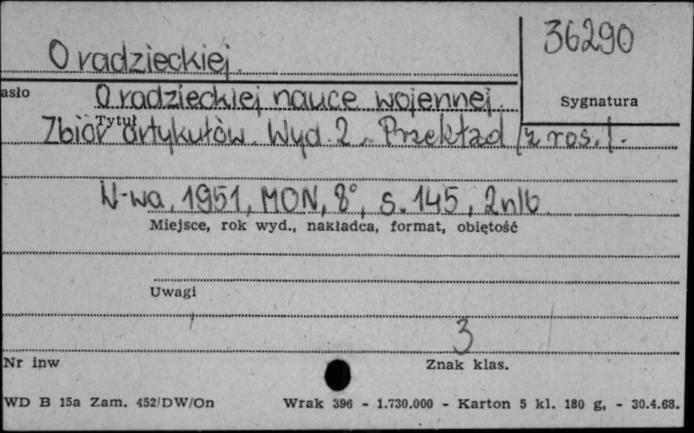 36290
O radzieckiej.
asło
O radzieckiej nauce wojennej.
Sygnatura
Tytuł
Zbiór artykułów. Wyd. 2. Przekład /z ros./.
W-wa, 1951, MON, 8°, s. 145, 2nlb
Miejsce, rok wyd., nakładca, format, objętość
Uwagi
3
Nr inw
Znak klas.
WD B 15a Zam. 452/DW/On Wrak 396 - 1.730.000 - Karton 5 kl. 180 g, - 30.4.68.